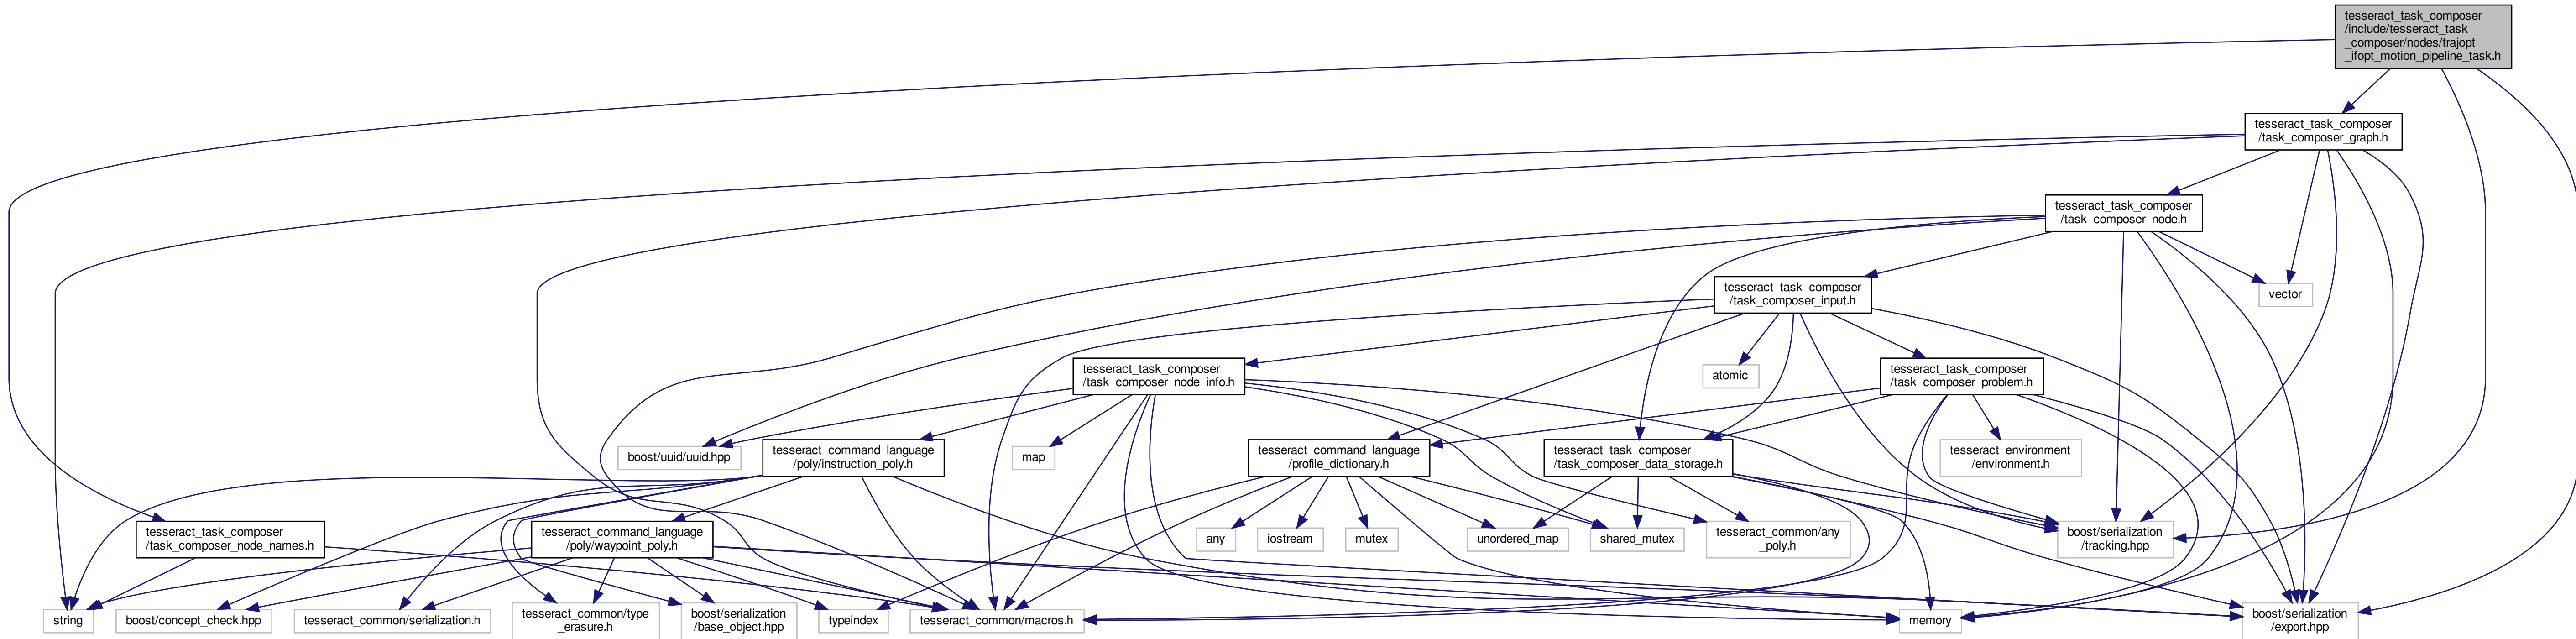 tesseract_task_composer
/include/tesseract_task
_composer/nodes/trajopt
_ifopt_motion_pipeline_task.h
tesseract_task_composer
/task_composer_graph.h
tesseract_task_composer
/task_composer_node.h
tesseract_task_composer
/task_composer_input.h
vector
tesseract_task_composer
/task_composer_node_info.h
atomic
tesseract_task_composer
/task_composer_problem.h
boost/uuid/uuid.hpp
tesseract_command_language
/poly/instruction_poly.h
map
tesseract_command_language
/profile_dictionary.h
tesseract_task_composer
/task_composer_data_storage.h
tesseract_environment
/environment.h
tesseract_task_composer
/task_composer_node_names.h
tesseract_command_language
/poly/waypoint_poly.h
any
iostream
mutex
unordered_map
shared_mutex
tesseract_common/any
_poly.h
boost/serialization
/tracking.hpp
string
boost/concept_check.hpp
tesseract_common/serialization.h
tesseract_common/type
_erasure.h
boost/serialization
/base_object.hpp
typeindex
tesseract_common/macros.h
memory
boost/serialization
/export.hpp